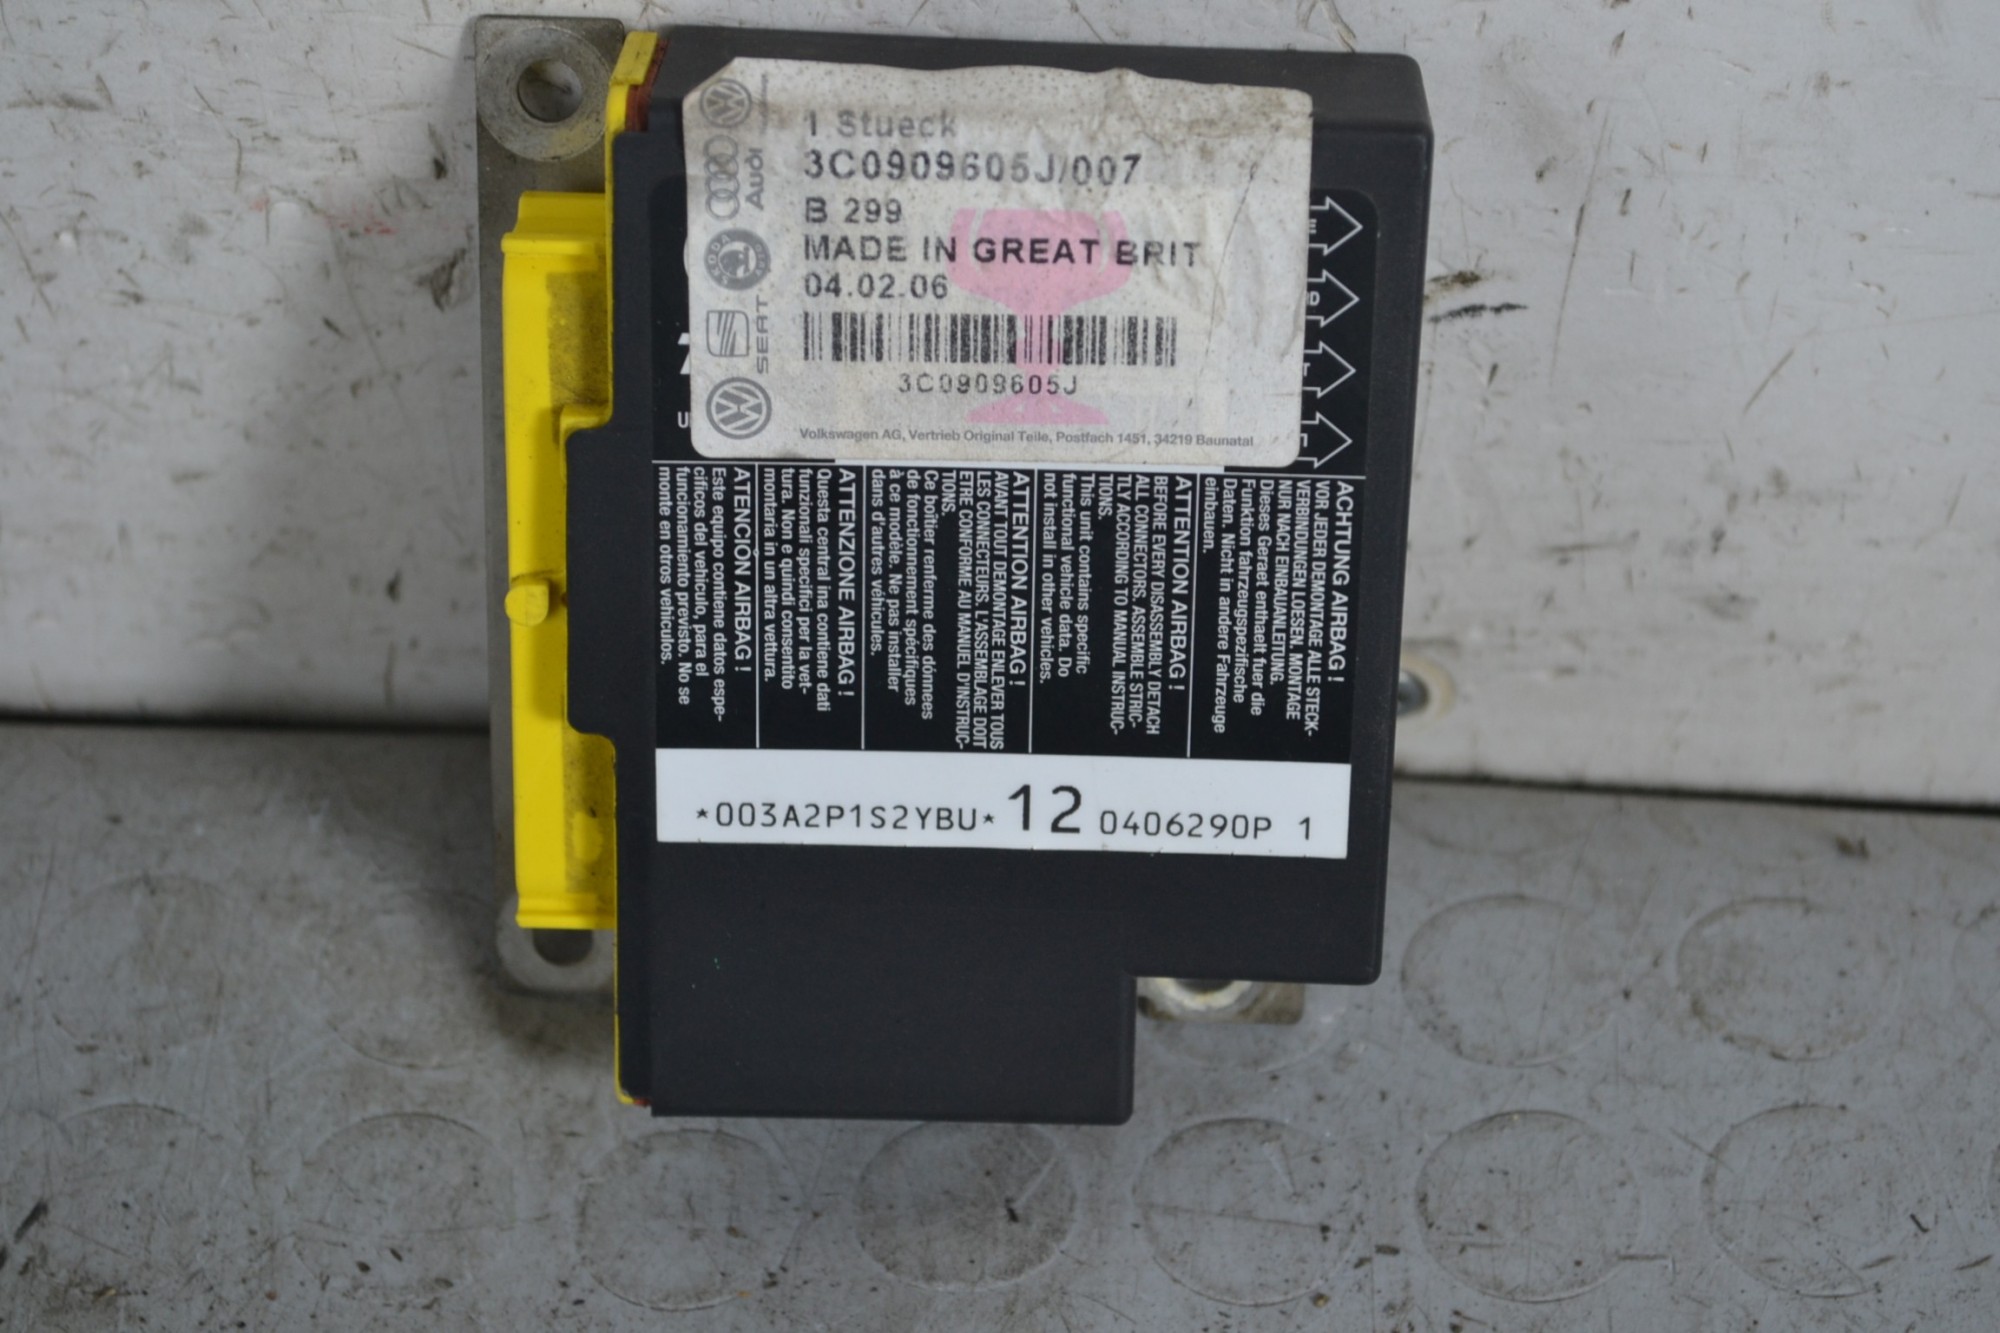 1 Stueck
3C0909605J/007
B 299
MADE IN GREAT BRIT
04.02.06
3C0909605J
Volkswagen AG, Vertrieb Original Teile, Postfach 1451, 34219 Baunatal
Audi
SEAT
ACHTUNG AIRBAG !
VOR JEDER DEMONTAGE ALLE STECK-
VERBINDUNGEN LOESEN. MONTAGE
NUR NACH EINBAUANLEITUNG.
Dieses Geraet enthaelt fuer die
Funktion fahrzeugspezifische
Daten. Nicht in andere Fahrzeuge
einbauen.
ATTENTION AIRBAG !
BEFORE EVERY DISASSEMBLY DETACH
ALL CONNECTORS. ASSEMBLE STRIC-
TLY ACCORDING TO MANUAL INSTRUC-
TIONS.
This unit contains specific
functional vehicle data. Do
not install in other vehicles.
ATTENTION AIRBAG !
AVANT TOUT DEMONTAGE ENLEVER TOUS
LES CONNECTEURS. L'ASSEMBLAGE DOIT
ETRE CONFORME AU MANUEL D'INSTRUC-
TIONS.
Ce boîtier renferme des dónnees
de fonctionnement spécifiques
à ce modèle. Ne pas installer
dans d'autres véhicules.
ATTENZIONE AIRBAG !
Questa central ina contiene dati
funzionali specifici per la vet-
tura. Non e quindi consentito
montaria in un altra vettura.
ATENCIÓN AIRBAG !
Este equipo contiene datos espe-
cíficos del vehículo, para el
funcionamiento previsto. No se
monte en otros vehículos.
*003A2P1S2YBU* 12 0406290P 1